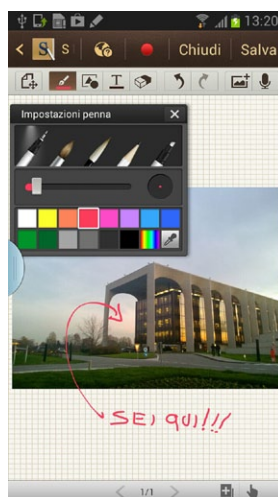 13:20
S Chiudi Salva
T
Impostazioni penna
SEI QUI!!!
1/1